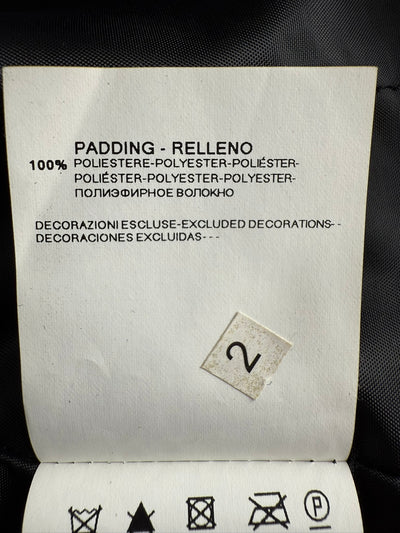 PADDING - RELLENO
100% POLIESTERE-POLYESTER-POLIÉSTER-
POLIÉSTER-POLYESTER-POLYESTER-
ПОЛИЭФИРНОЕ ВОЛОКНО
DECORAZIONI ESCLUSE-EXCLUDED DECORATIONS--
DECORACIONES EXCLUIDAS---
2
P